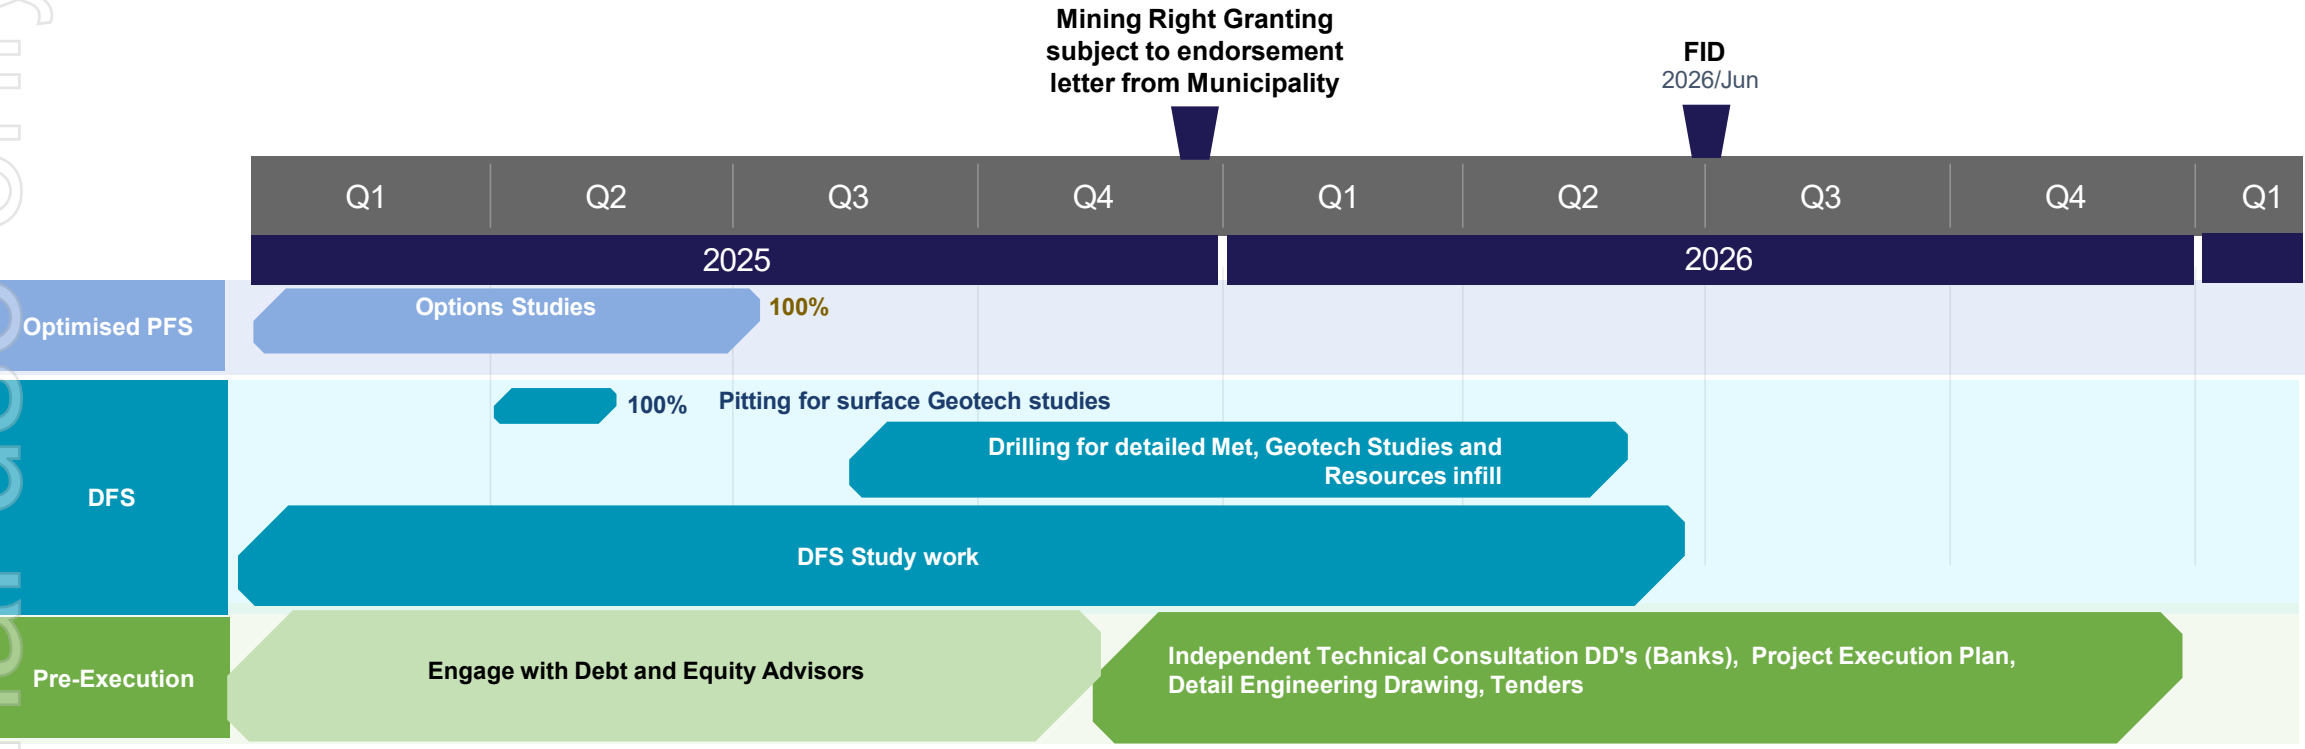 Mining Right Granting
subject to endorsement
letter from Municipality
FID
2026/Jun
Q1 Q2 Q3 Q4 Q1 Q2 Q3 Q4 Q1
2025 2026
Optimised PFS
Options Studies
100%
DFS
100%
Pitting for surface Geotech studies
Drilling for detailed Met, Geotech Studies and
Resources infill
DFS Study work
Pre-Execution
Engage with Debt and Equity Advisors
Independent Technical Consultation DD's (Banks), Project Execution Plan,
Detail Engineering Drawing, Tenders